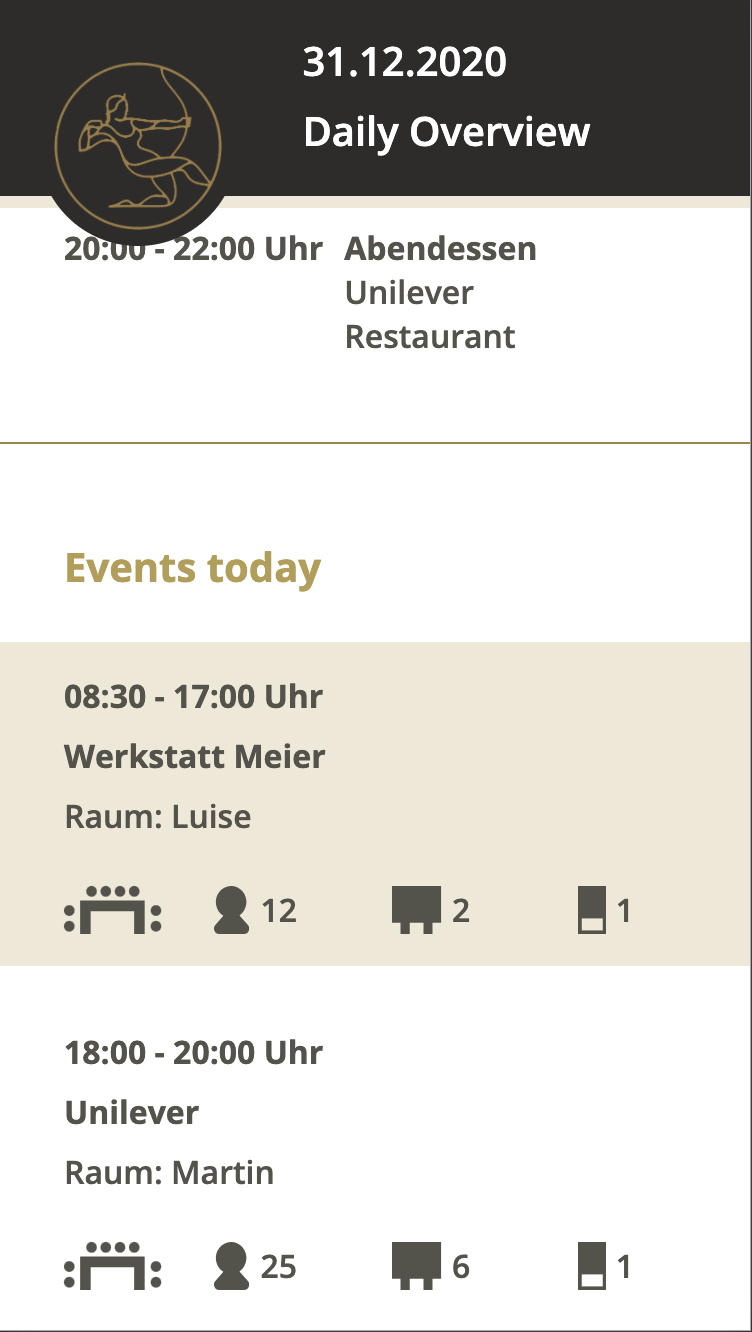 31.12.2020
Daily Overview
20:00 - 22:00 Uhr Abendessen
Unilever
Restaurant
Events today
08:30 - 17:00 Uhr
Werkstatt Meier
Raum: Luise
12 2 1
18:00 - 20:00 Uhr
Unilever
Raum: Martin
25 6 1